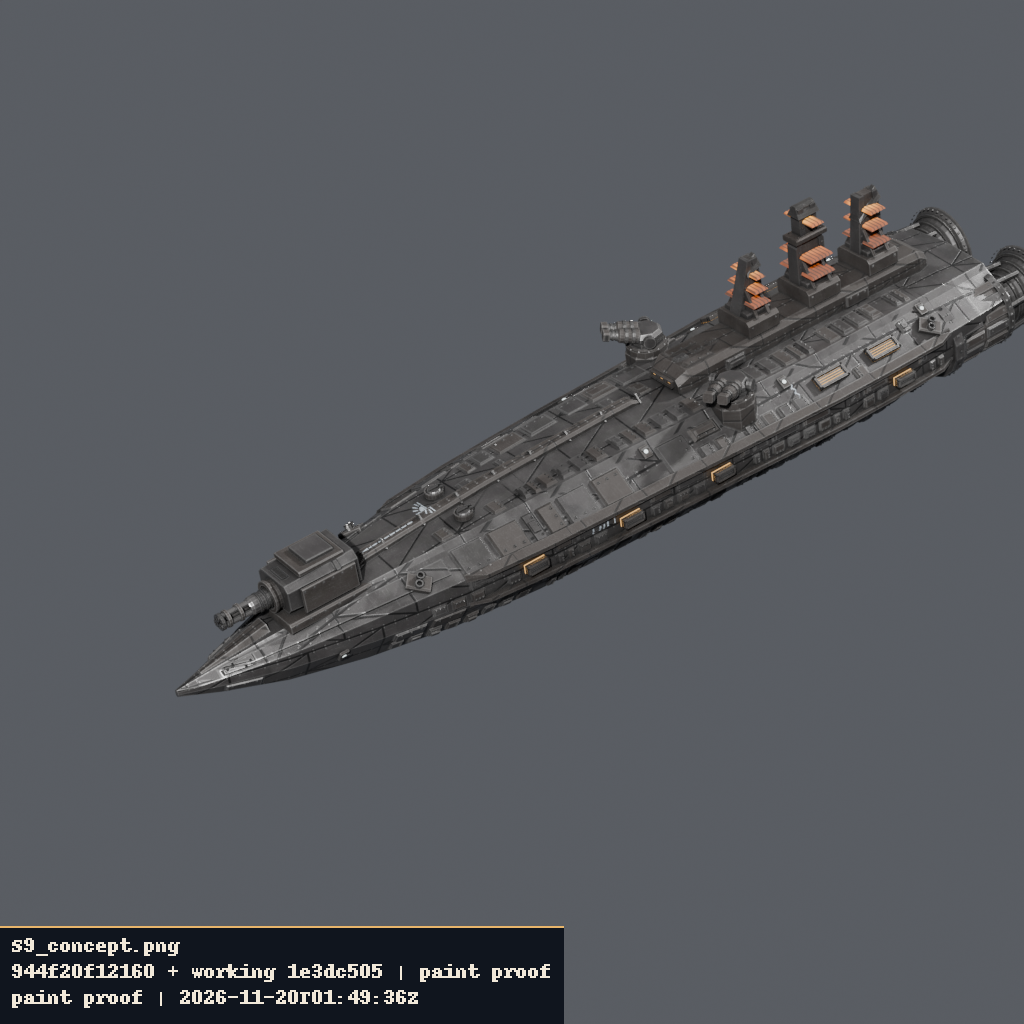 s9_concept.png
944f20f12160 + working 1e3dc505 | paint proof
paint proof | 2026-11-20T01:49:36Z